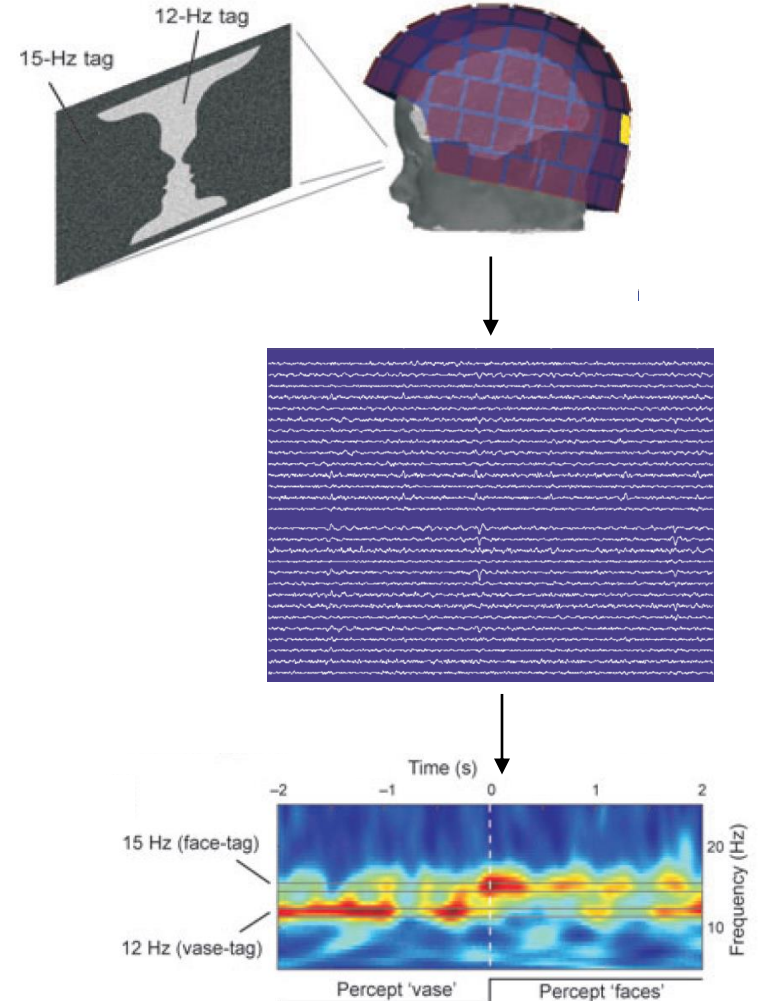 12-Hz tag
15-Hz tag
Time (s)
−2 −1 0 1 2
15 Hz (face-tag)
20
12 Hz (vase-tag)
10
Frequency (Hz)
Percept ‘vase’ Percept ‘faces’